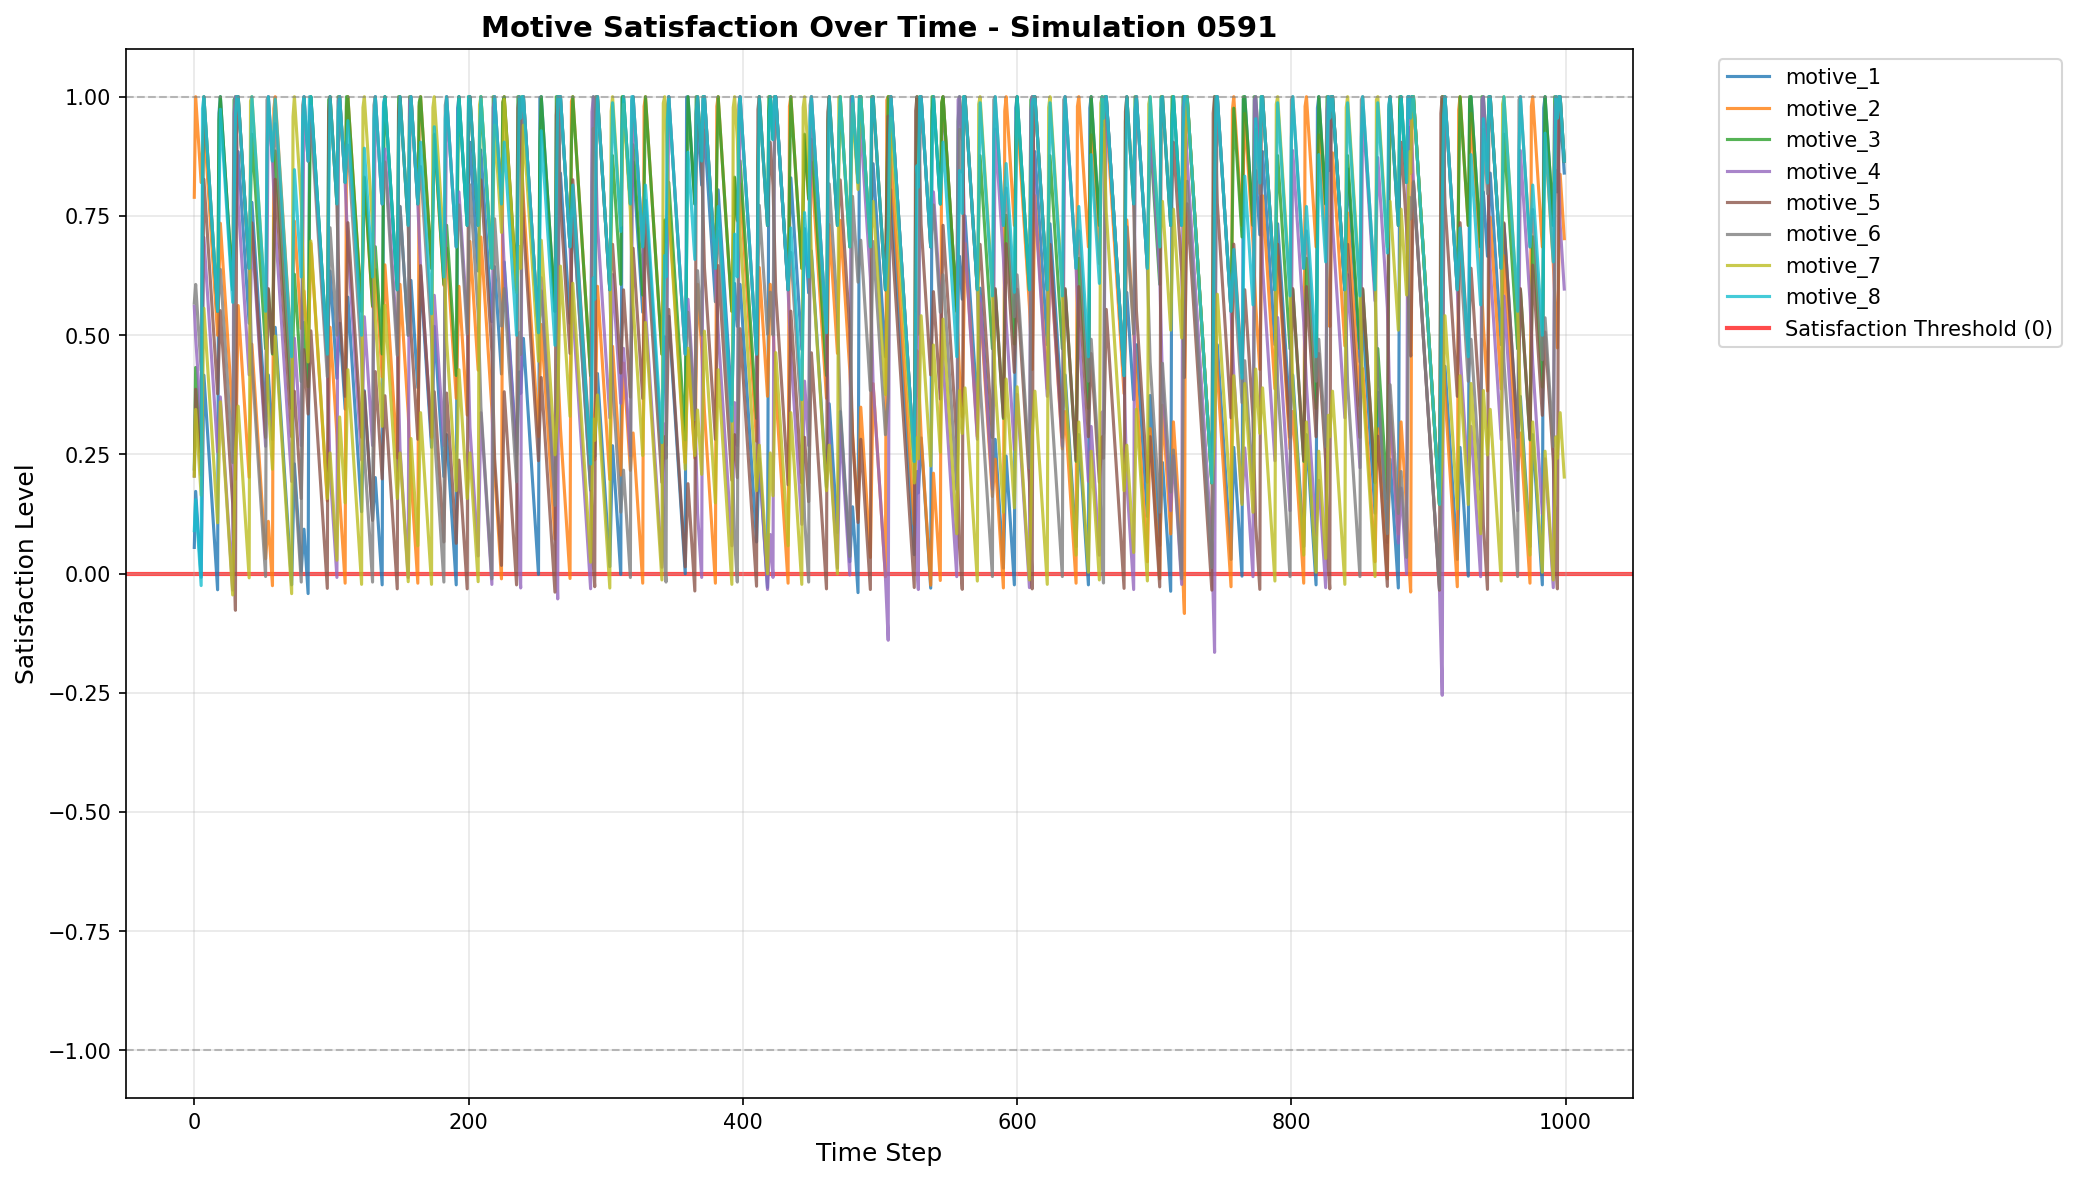 Motive Satisfaction Over Time - Simulation 0591
Satisfaction Level
1.00
0.75
0.50
0.25
0.00
−0.25
−0.50
−0.75
−1.00
0
200
400
600
800
1000
Time Step
motive_1
motive_2
motive_3
motive_4
motive_5
motive_6
motive_7
motive_8
Satisfaction Threshold (0)